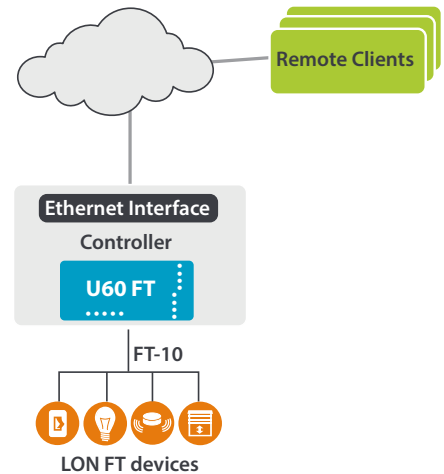 Remote Clients
Ethernet Interface
Controller
U60 FT
FT-10
LON FT devices